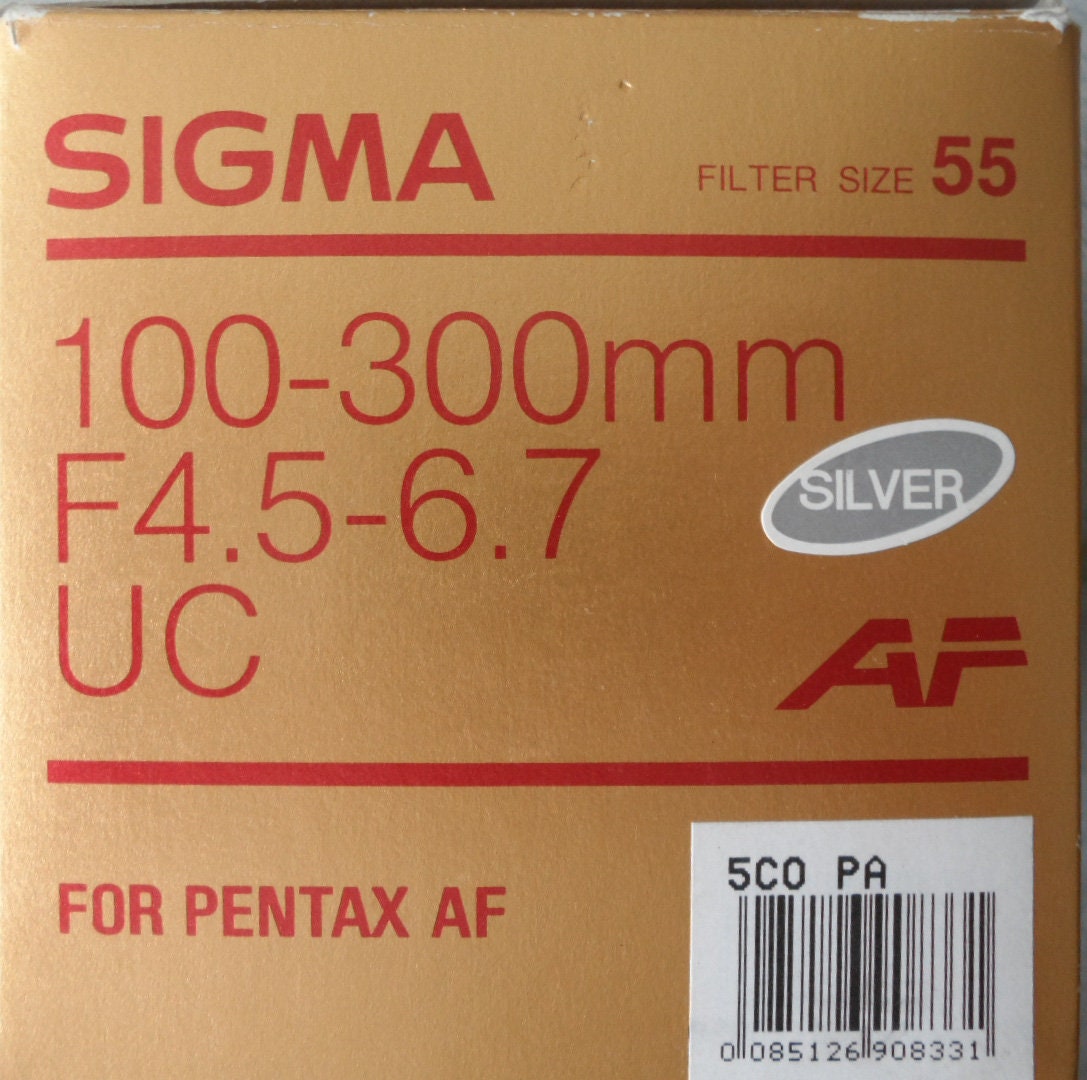 SIGMA
FILTER SIZE 55
100-300mm
F4.5-6.7
SILVER
UC
AF
FOR PENTAX AF
5CO PA
0 085126 908331